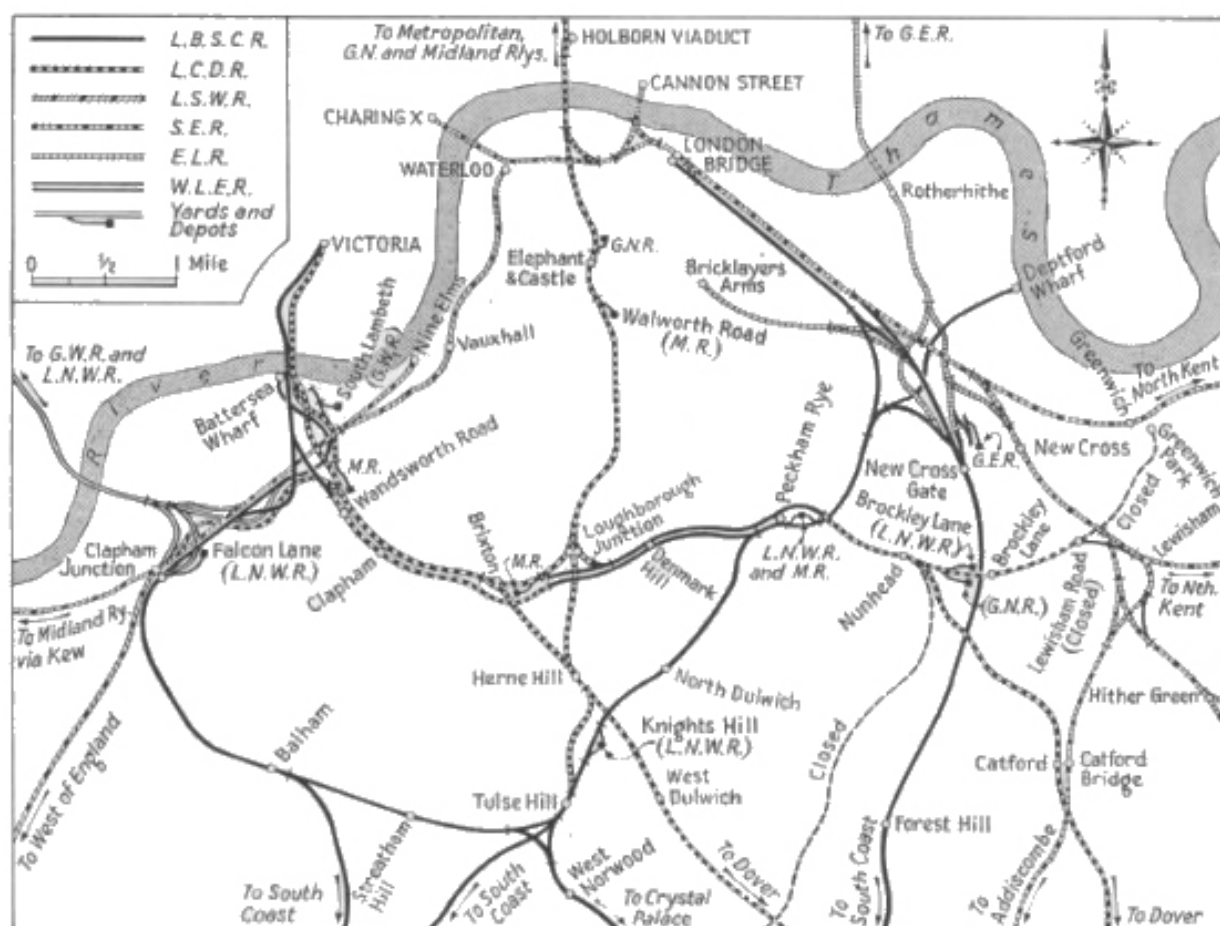 L.B.S.C.R.
L.C.D.R.
L.S.W.R.
S.E.R.
E.L.R.
W.L.E.R.
Yards and
Depots
0 1/2 1 Mile
To Metropolitan,
G.N. and Midland Rlys.
HOLBORN VIADUCT
To G.E.R.
CANNON STREET
CHARING X
WATERLOO
LONDON
BRIDGE
River
Thames
Rotherhithe
VICTORIA
Elephant
& Castle
G.N.R.
Bricklayers
Arms
Deptford
Wharf
Walworth Road
(M.R.)
South Lambeth
(G.W.R.)
Nine Elms
Vauxhall
To G.W.R. and
L.N.W.R.
Battersea
Wharf
Greenwich
To
North Kent
Greenwich
Park
Closed
Wandsworth Road
M.R.
Peckham Rye
New Cross
Gate
G.E.R.
New Cross
Brockley Lane
(L.N.W.R.)
Brockley
Lane
Lewisham
Clapham
Junction
Falcon Lane
(L.N.W.R.)
Clapham
Brixton
M.R.
Loughborough
Junction
Denmark
Hill
L.N.W.R.
and M.R.
Nunhead
(G.N.R.)
Lewisham Road
(Closed)
To Nth.
Kent
To Midland Ry.
via Kew
Herne Hill
North Dulwich
Hither Green
To West of England
Balham
Knights Hill
(L.N.W.R.)
Closed
Catford
Catford
Bridge
Tulse Hill
West
Dulwich
Forest Hill
Streatham
Hill
To South
Coast
To South
Coast
West
Norwood
To Crystal
Palace
To Dover
To
South Coast
To
Addiscombe
To Dover